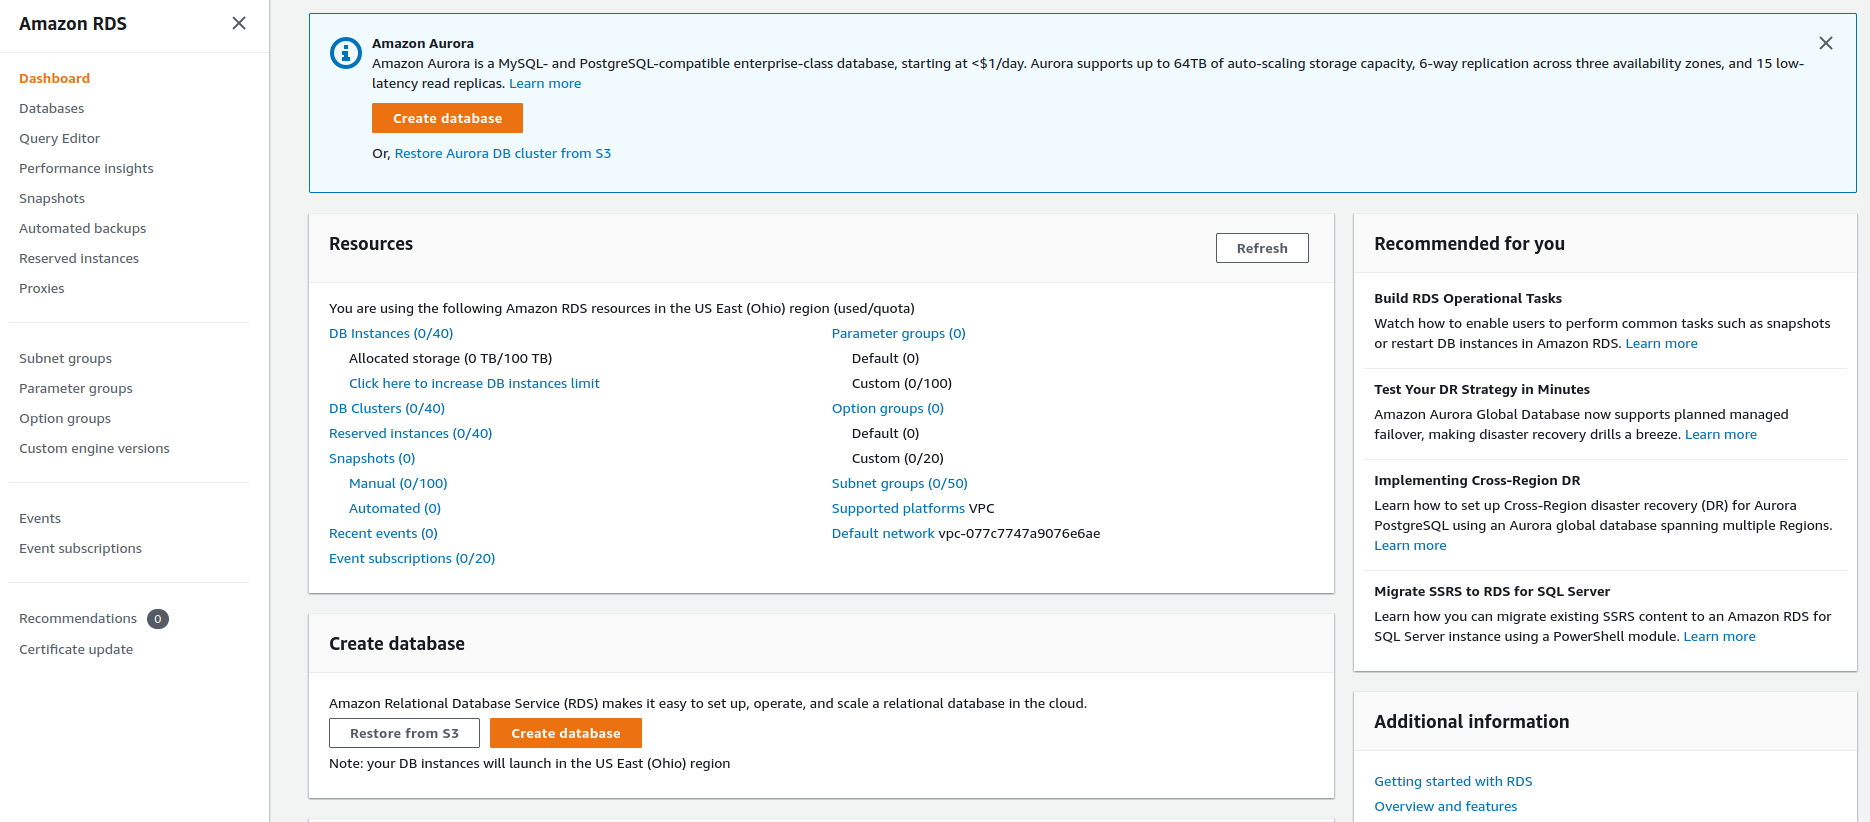 Amazon RDS
Dashboard
Databases
Query Editor
Performance insights
Snapshots
Automated backups
Reserved instances
Proxies
Subnet groups
Parameter groups
Option groups
Custom engine versions
Events
Event subscriptions
Recommendations 0
Certificate update
Amazon Aurora
Amazon Aurora is a MySQL- and PostgreSQL-compatible enterprise-class database, starting at <$1/day. Aurora supports up to 64TB of auto-scaling storage capacity, 6-way replication across three availability zones, and 15 low-
latency read replicas. Learn more
Create database
Or, Restore Aurora DB cluster from S3
Resources
Refresh
You are using the following Amazon RDS resources in the US East (Ohio) region (used/quota)
DB Instances (0/40)
Allocated storage (0 TB/100 TB)
Click here to increase DB instances limit
DB Clusters (0/40)
Reserved instances (0/40)
Snapshots (0)
Manual (0/100)
Automated (0)
Recent events (0)
Event subscriptions (0/20)
Parameter groups (0)
Default (0)
Custom (0/100)
Option groups (0)
Default (0)
Custom (0/20)
Subnet groups (0/50)
Supported platforms VPC
Default network vpc-077c7747a9076e6ae
Create database
Amazon Relational Database Service (RDS) makes it easy to set up, operate, and scale a relational database in the cloud.
Restore from S3
Create database
Note: your DB instances will launch in the US East (Ohio) region
Recommended for you
Build RDS Operational Tasks
Watch how to enable users to perform common tasks such as snapshots
or restart DB instances in Amazon RDS. Learn more
Test Your DR Strategy in Minutes
Amazon Aurora Global Database now supports planned managed
failover, making disaster recovery drills a breeze. Learn more
Implementing Cross-Region DR
Learn how to set up Cross-Region disaster recovery (DR) for Aurora
PostgreSQL using an Aurora global database spanning multiple Regions.
Learn more
Migrate SSRS to RDS for SQL Server
Learn how you can migrate existing SSRS content to an Amazon RDS for
SQL Server instance using a PowerShell module. Learn more
Additional information
Getting started with RDS
Overview and features